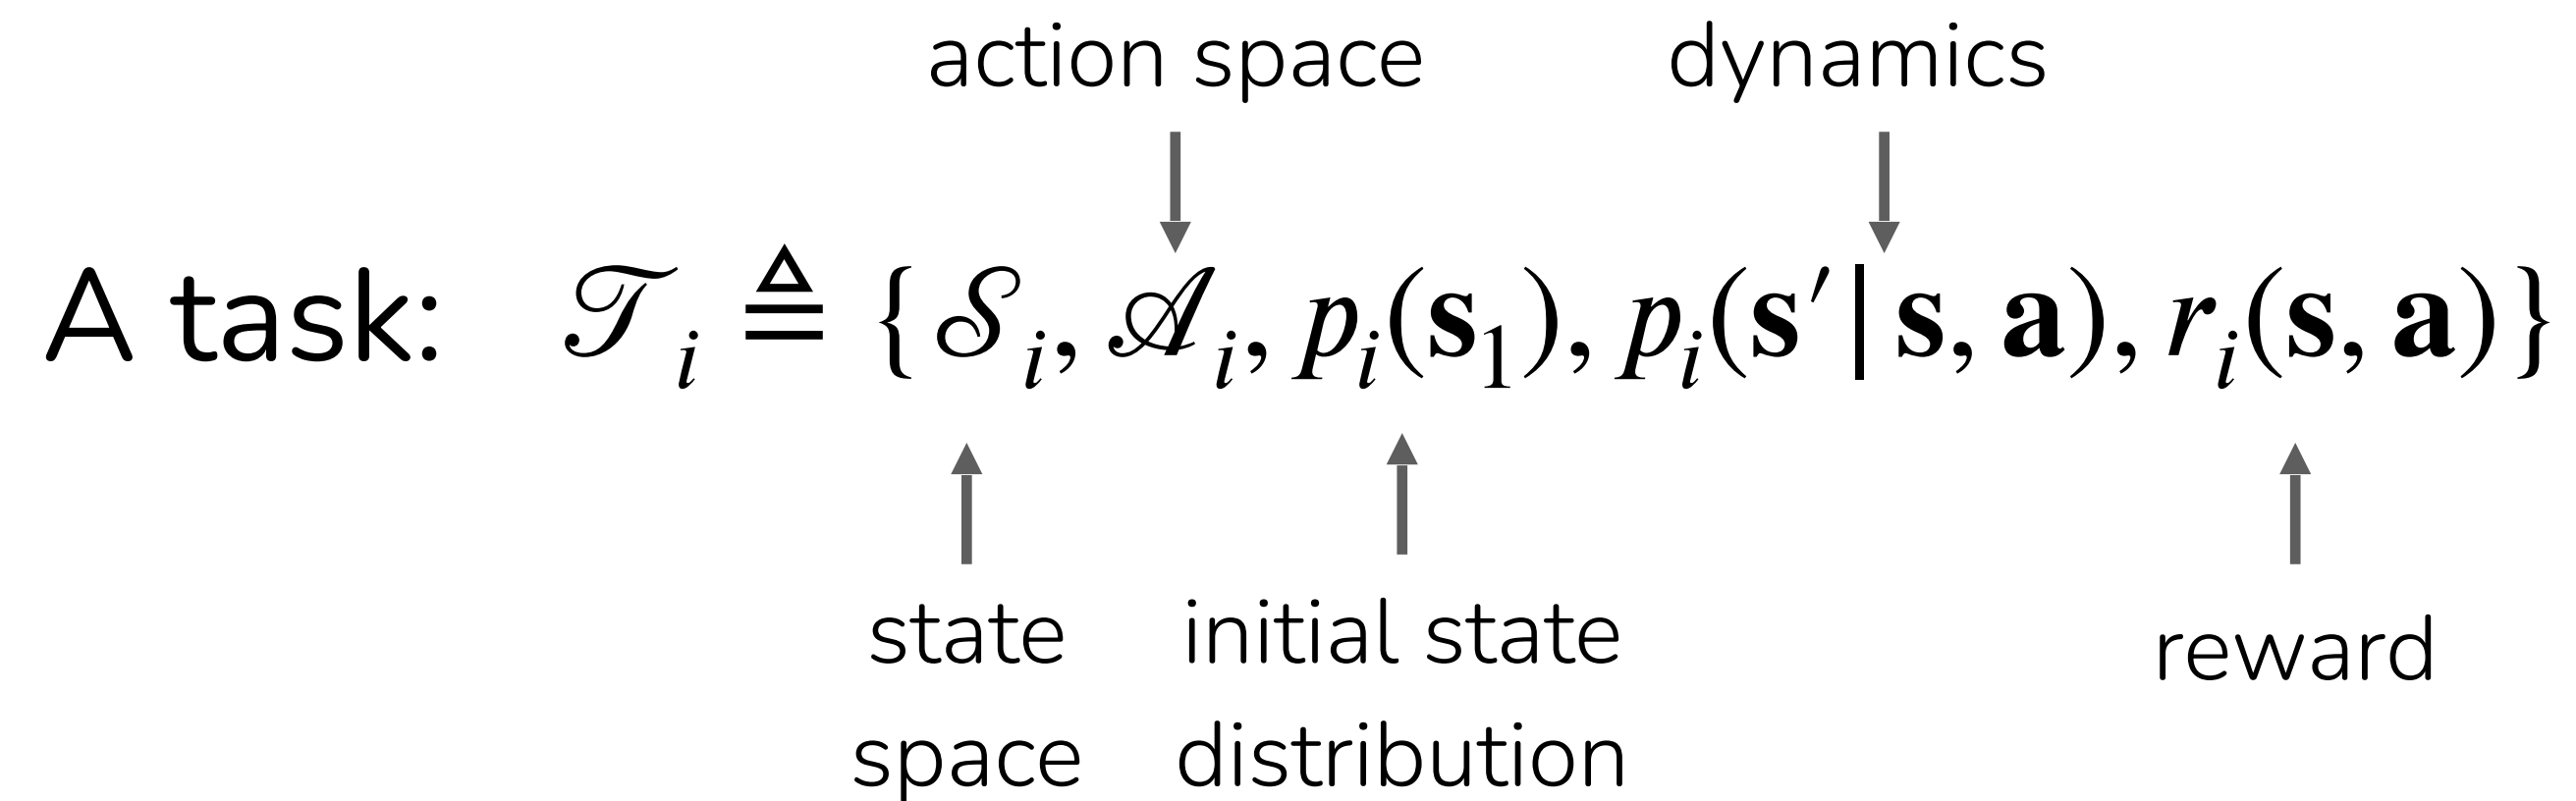 action space dynamics
A task: 𝒯ᵢ ≜ {𝒮ᵢ, 𝒜ᵢ, pᵢ(s₁), pᵢ(s′|s, a), rᵢ(s, a)}
state initial state reward
space distribution